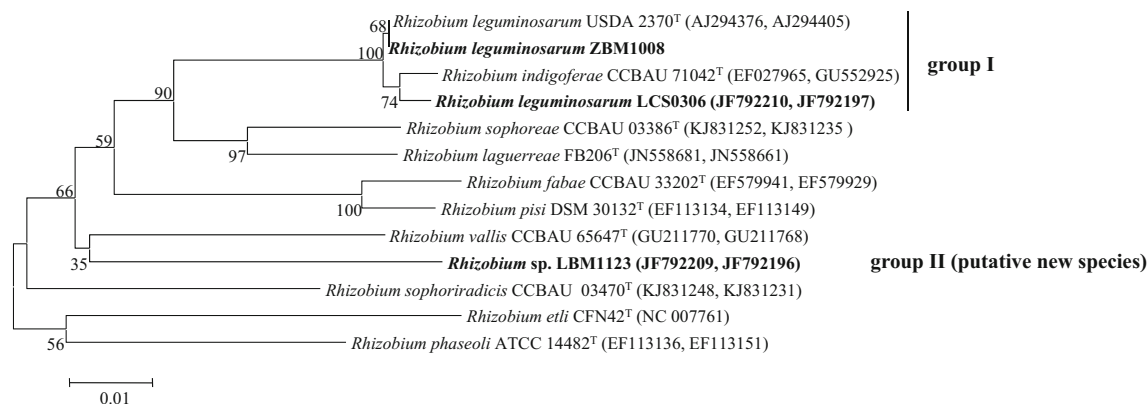 68
Rhizobium leguminosarum USDA 2370ᵀ (AJ294376, AJ294405)
Rhizobium leguminosarum ZBM1008
100
group I
Rhizobium indigoferae CCBAU 71042ᵀ (EF027965, GU552925)
74
Rhizobium leguminosarum LCS0306 (JF792210, JF792197)
90
Rhizobium sophoreae CCBAU 03386ᵀ (KJ831252, KJ831235 )
97
Rhizobium laguerreae FB206ᵀ (JN558681, JN558661)
59
Rhizobium fabae CCBAU 33202ᵀ (EF579941, EF579929)
100
Rhizobium pisi DSM 30132ᵀ (EF113134, EF113149)
66
Rhizobium vallis CCBAU 65647ᵀ (GU211770, GU211768)
35
Rhizobium sp. LBM1123 (JF792209, JF792196)
group II (putative new species)
Rhizobium sophoriradicis CCBAU 03470ᵀ (KJ831248, KJ831231)
Rhizobium etli CFN42ᵀ (NC 007761)
56
Rhizobium phaseoli ATCC 14482ᵀ (EF113136, EF113151)
0.01